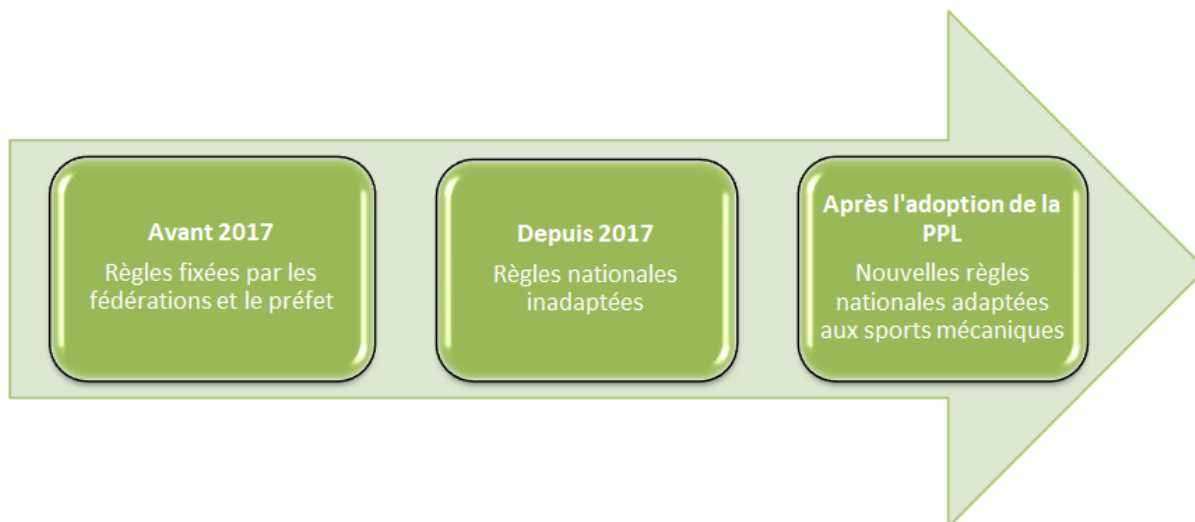 Avant 2017
Règles fixées par les
fédérations et le préfet
Depuis 2017
Règles nationales
inadaptées
Après l'adoption de la
PPL
Nouvelles règles
nationales adaptées
aux sports mécaniques